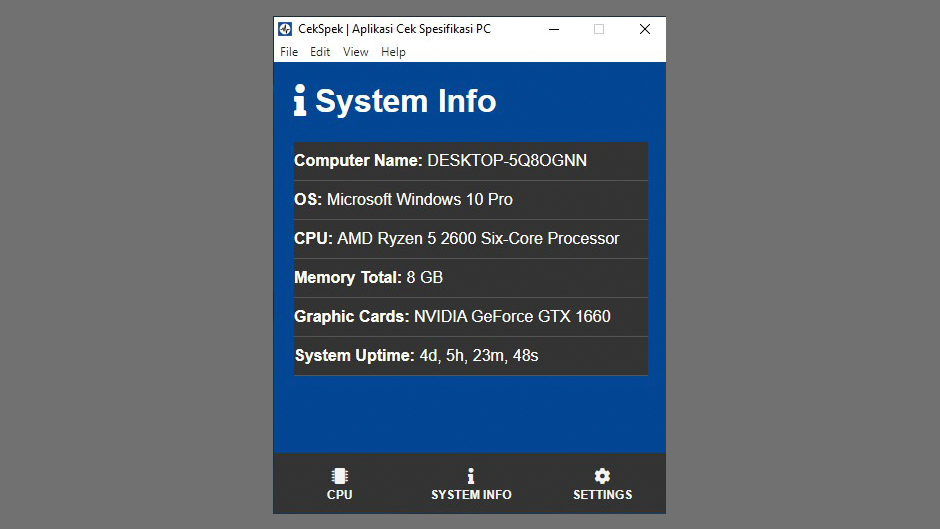 CekSpek | Aplikasi Cek Spesifikasi PC
File Edit View Help
System Info
Computer Name: DESKTOP-5Q8OGNN
OS: Microsoft Windows 10 Pro
CPU: AMD Ryzen 5 2600 Six-Core Processor
Memory Total: 8 GB
Graphic Cards: NVIDIA GeForce GTX 1660
System Uptime: 4d, 5h, 23m, 48s
CPU SYSTEM INFO SETTINGS